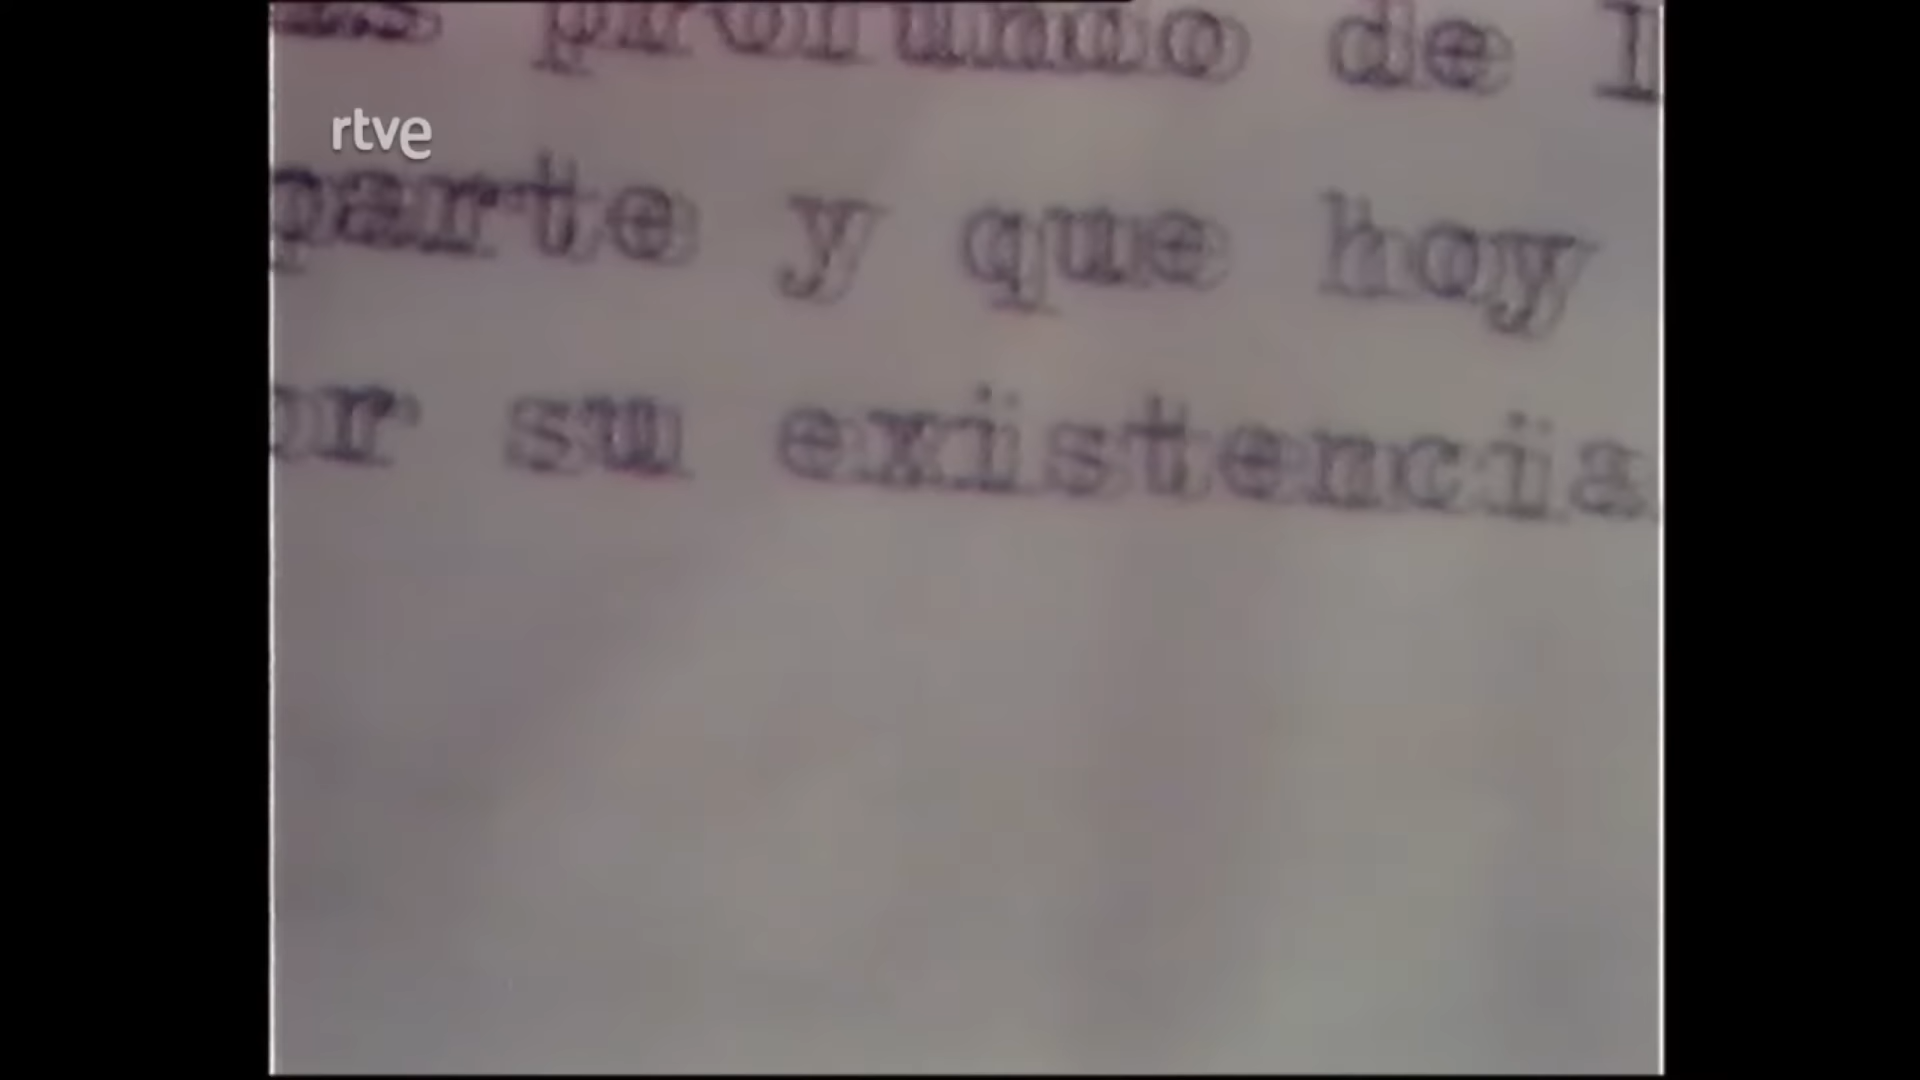 profundo de
rtve
parte y que hoy
su existencia